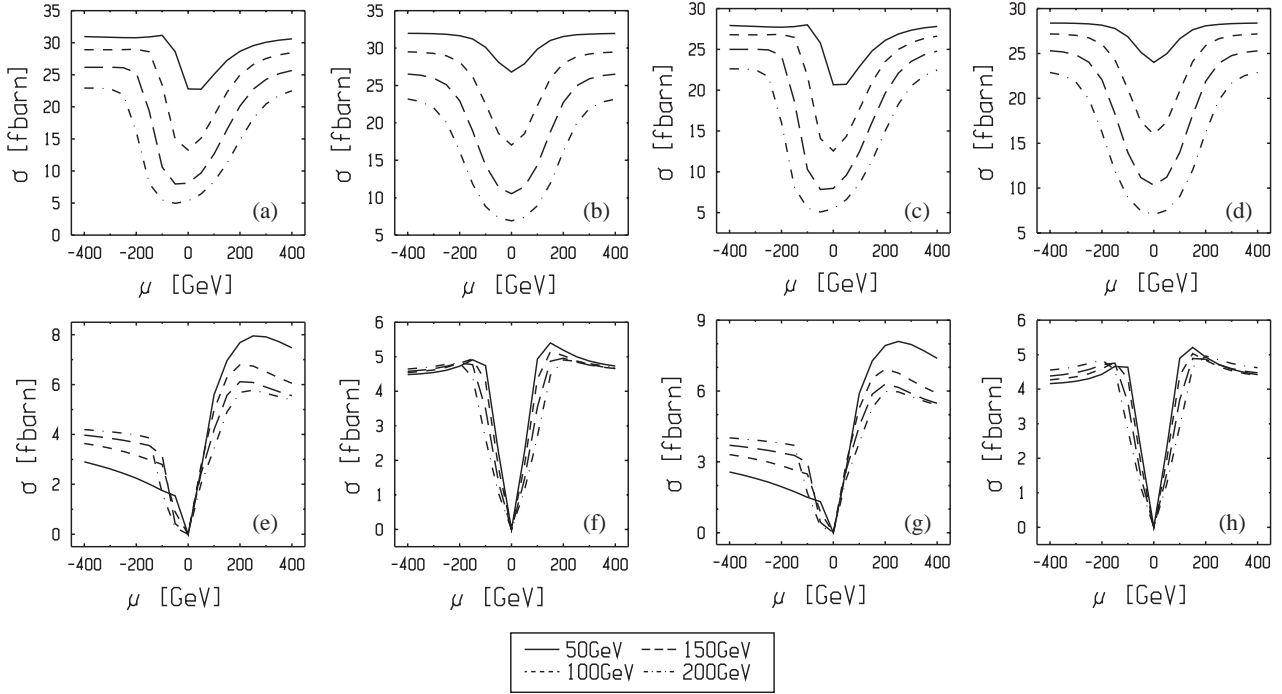 35
30
25
20
15
10
5
0
σ [fbarn]
(a)
-400 -200 0 200 400
μ [GeV]
35
30
25
20
15
10
5
σ [fbarn]
(b)
-400 -200 0 200 400
μ [GeV]
30
25
20
15
10
5
σ [fbarn]
(c)
-400 -200 0 200 400
μ [GeV]
30
25
20
15
10
5
σ [fbarn]
(d)
-400 -200 0 200 400
μ [GeV]
8
6
4
2
0
σ [fbarn]
(e)
-400 -200 0 200 400
μ [GeV]
6
5
4
3
2
1
0
σ [fbarn]
(f)
-400 -200 0 200 400
μ [GeV]
9
6
3
0
σ [fbarn]
(g)
-400 -200 0 200 400
μ [GeV]
6
5
4
3
2
1
0
σ [fbarn]
(h)
-400 -200 0 200 400
μ [GeV]
50GeV 150GeV
100GeV 200GeV